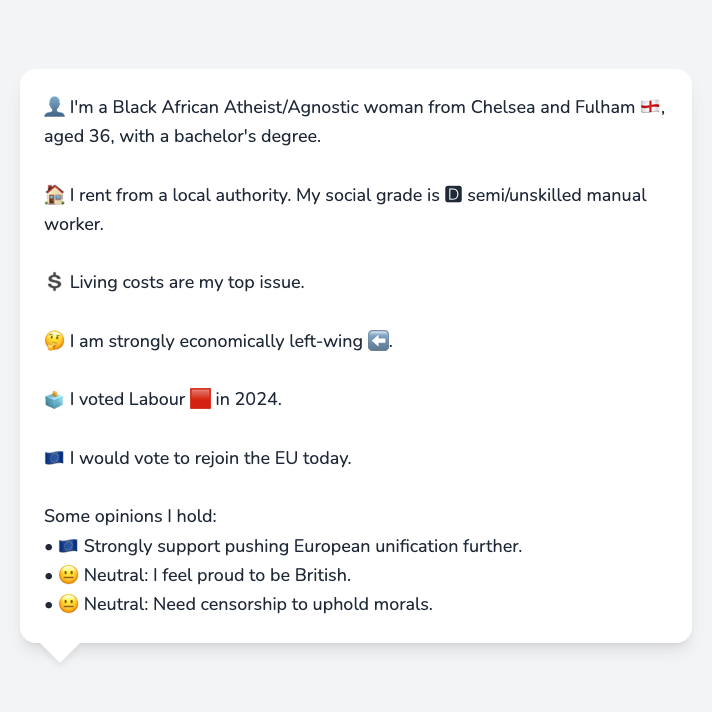 👤 I'm a Black African Atheist/Agnostic woman from Chelsea and Fulham 🏴󠁧󠁢󠁥󠁮󠁧󠁿,
aged 36, with a bachelor's degree.
🏠 I rent from a local authority. My social grade is 🅳 semi/unskilled manual
worker.
💲 Living costs are my top issue.
🤔 I am strongly economically left-wing ⬅️.
🗳️ I voted Labour 🟥 in 2024.
🇪🇺 I would vote to rejoin the EU today.
Some opinions I hold:
• 🇪🇺 Strongly support pushing European unification further.
• 😐 Neutral: I feel proud to be British.
• 😐 Neutral: Need censorship to uphold morals.